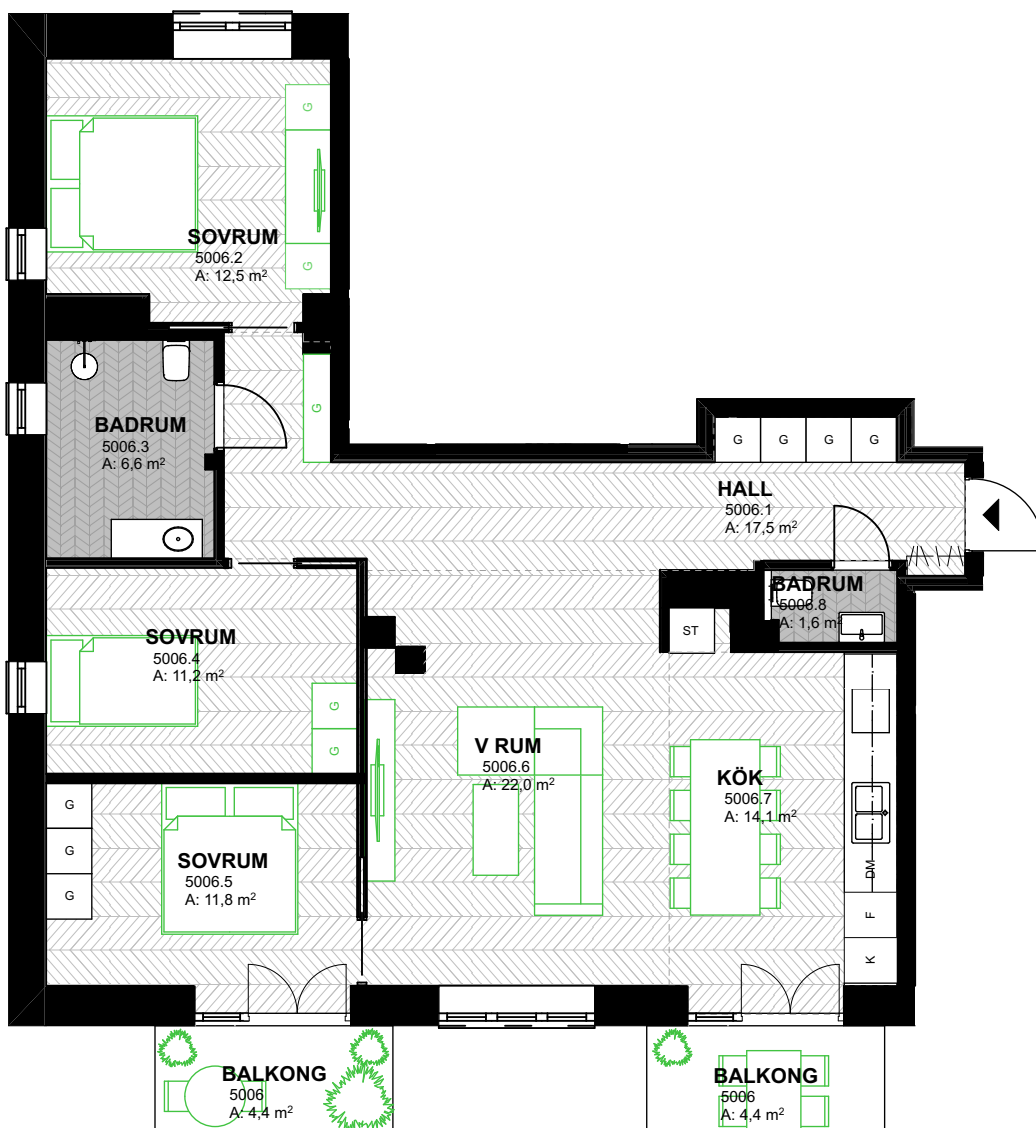 G
SOVRUM
5006.2
A: 12,5 m²
G
BADRUM
5006.3
A: 6,6 m²
G
G G G G
HALL
5006.1
A: 17,5 m²
BADRUM
5006.8
A: 1,6 m²
ST
SOVRUM
5006.4
A: 11,2 m²
G
G
V RUM
5006.6
A: 22,0 m²
KÖK
5006.7
A: 14,1 m²
DM
F
K
G
G
G
SOVRUM
5006.5
A: 11,8 m²
BALKONG
5006
A: 4,4 m²
BALKONG
5006
A: 4,4 m²